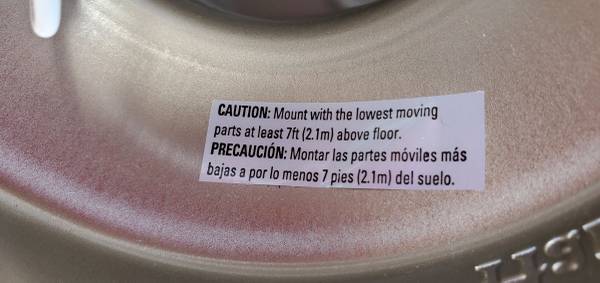 CAUTION: Mount with the lowest moving
parts at least 7ft (2.1m) above floor.
PRECAUCIÓN: Montar las partes móviles más
bajas a por lo menos 7 pies (2.1m) del suelo.